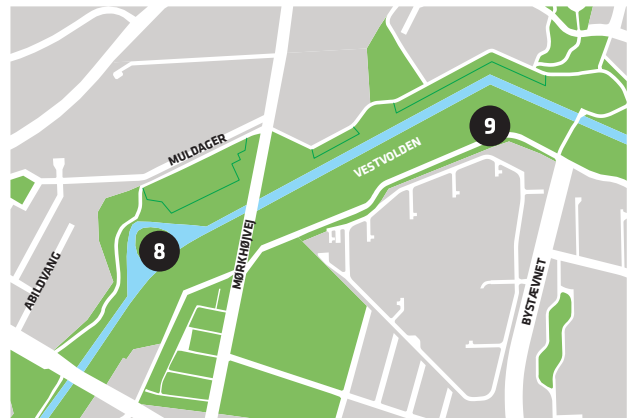 MULDAGER
9
VESTVOLDEN
8
MØRKHØJVEJ
ABILDVANG
BYSTÆVNET